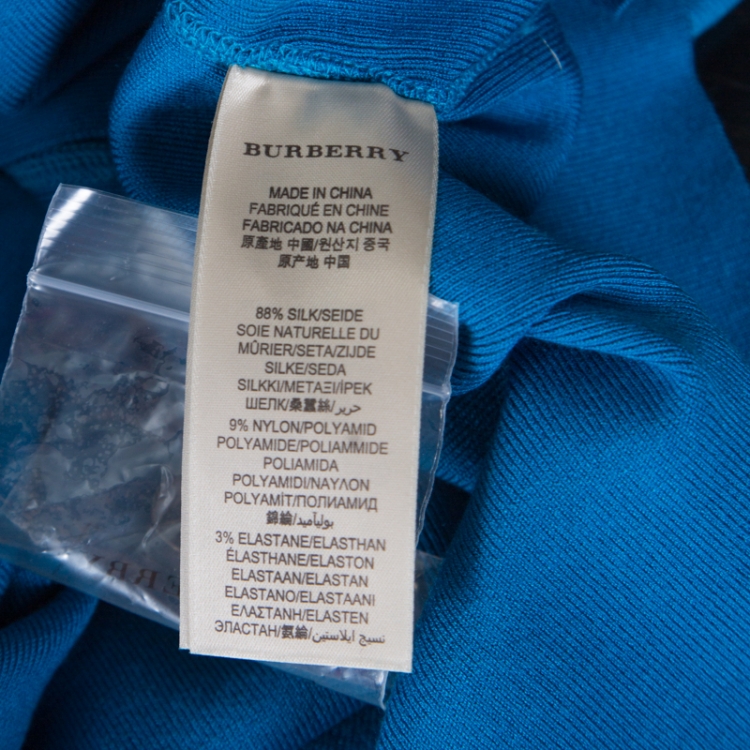 BURBERRY
MADE IN CHINA
FABRIQUÉ EN CHINE
FABRICADO NA CHINA
原產地 中國/원산지 중국
原产地 中国
88% SILK/SEIDE
SOIE NATURELLE DU
MÛRIER/SETA/ZIJDE
SILKE/SEDA
SILKKI/ΜΕΤΑΞΙ/İPEK
ШЕЛК/桑蠶絲/حرير
9% NYLON/POLYAMID
POLYAMIDE/POLIAMMIDE
POLIAMIDA
POLYAMIDI/ΝΑΥΛΟΝ
POLYAMİT/ПОЛИАМИД
錦綸/بوليآميد
3% ELASTANE/ELASTHAN
ÉLASTHANE/ELASTON
ELASTAAN/ELASTAN
ELASTANO/ELASTAANI
ΕΛΑΣΤΑΝΗ/ELASTEN
ЭЛАСТАН/氨綸/نسيج ايلاستين